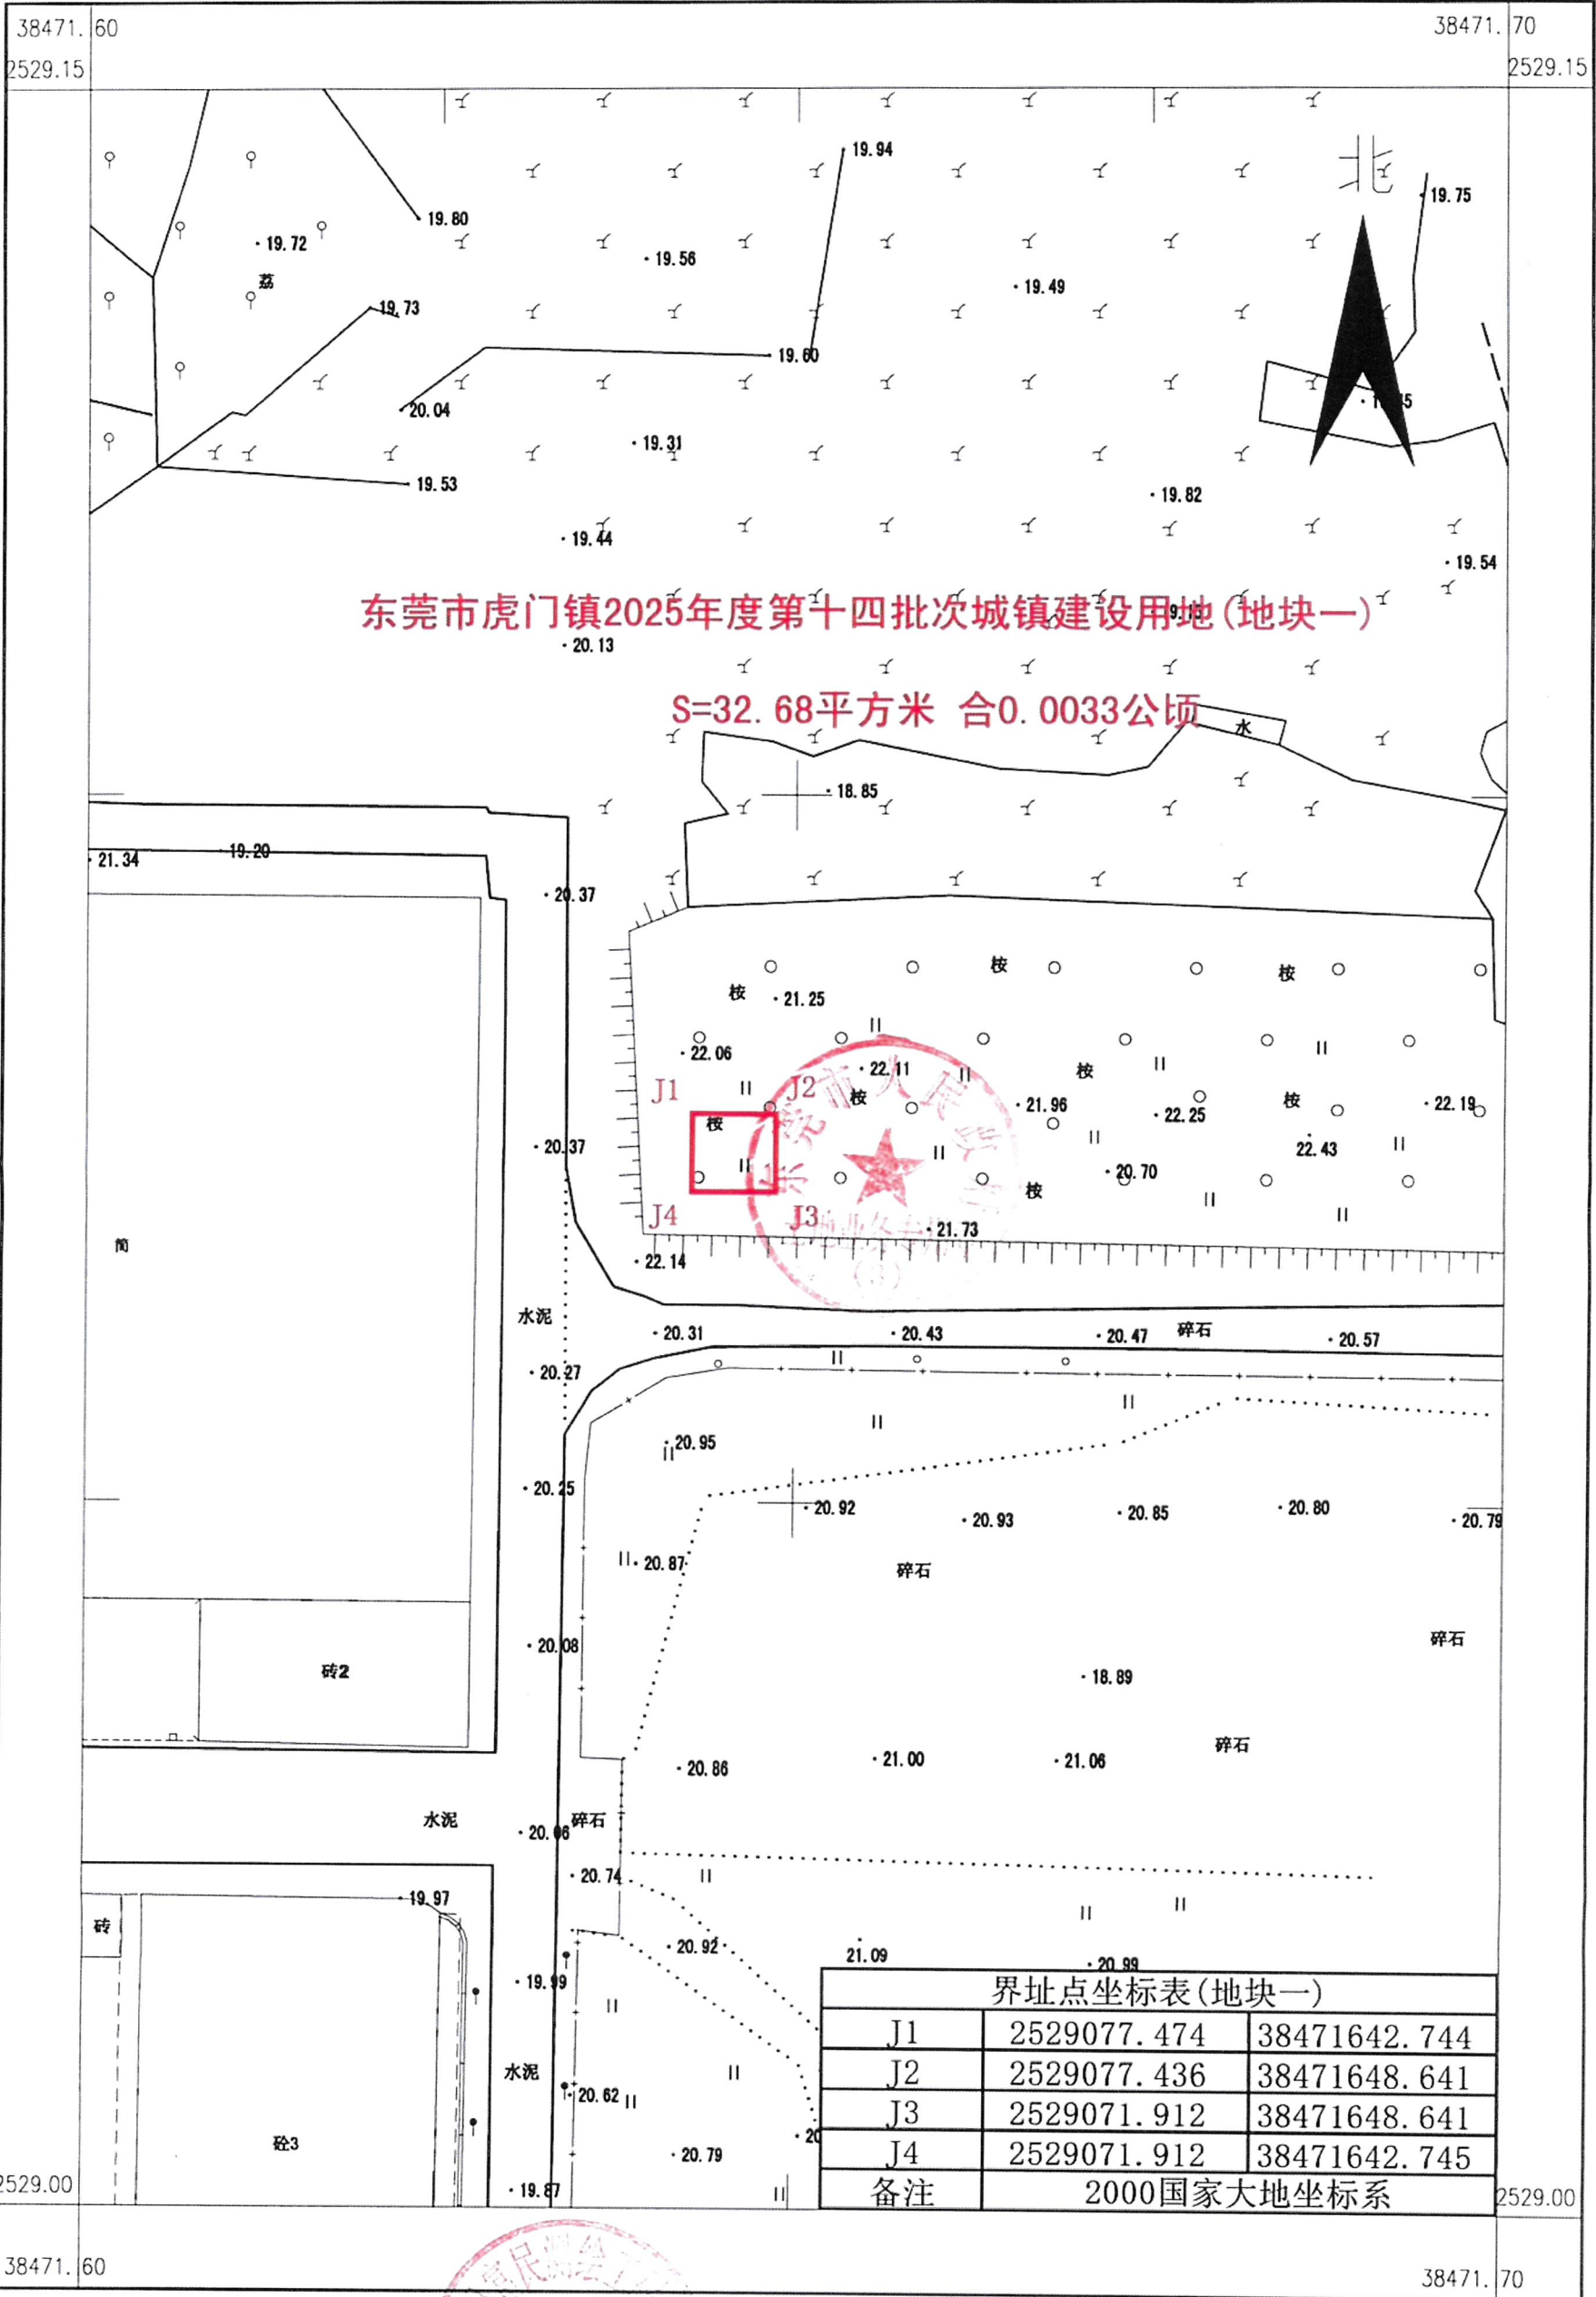 38471.60
38471.70
2529.15
2529.15
19.94
北
19.75
19.80
19.72
19.56
荔
19.49
19.73
19.60
20.04
19.31
19.53
19.82
19.44
19.54
东莞市虎门镇2025年度第十四批次城镇建设用地(地块一)
20.13
S=32.68平方米 合0.0033公顷
水
18.85
21.34
19.20
20.37
桉
桉
桉
21.25
22.06
22.11
桉
J1
J2
桉
21.96
22.25
桉
22.19
桉
20.37
22.43
20.70
桉
J4
J3
21.73
简
22.14
水泥
20.31
20.43
20.47
碎石
20.57
20.27
20.95
20.25
20.92
20.93
20.85
20.80
20.79
20.87
碎石
20.08
碎石
砖2
18.89
碎石
20.86
21.00
21.06
水泥
20.06
碎石
20.74
19.97
砖
20.92
21.09
20.99
19.99
界址点坐标表(地块一)
J1 2529077.474 38471642.744
J2 2529077.436 38471648.641
J3 2529071.912 38471648.641
J4 2529071.912 38471642.745
备注 2000国家大地坐标系
水泥
20.62
砼3
20.79
19.87
2529.00
2529.00
38471.60
38471.70